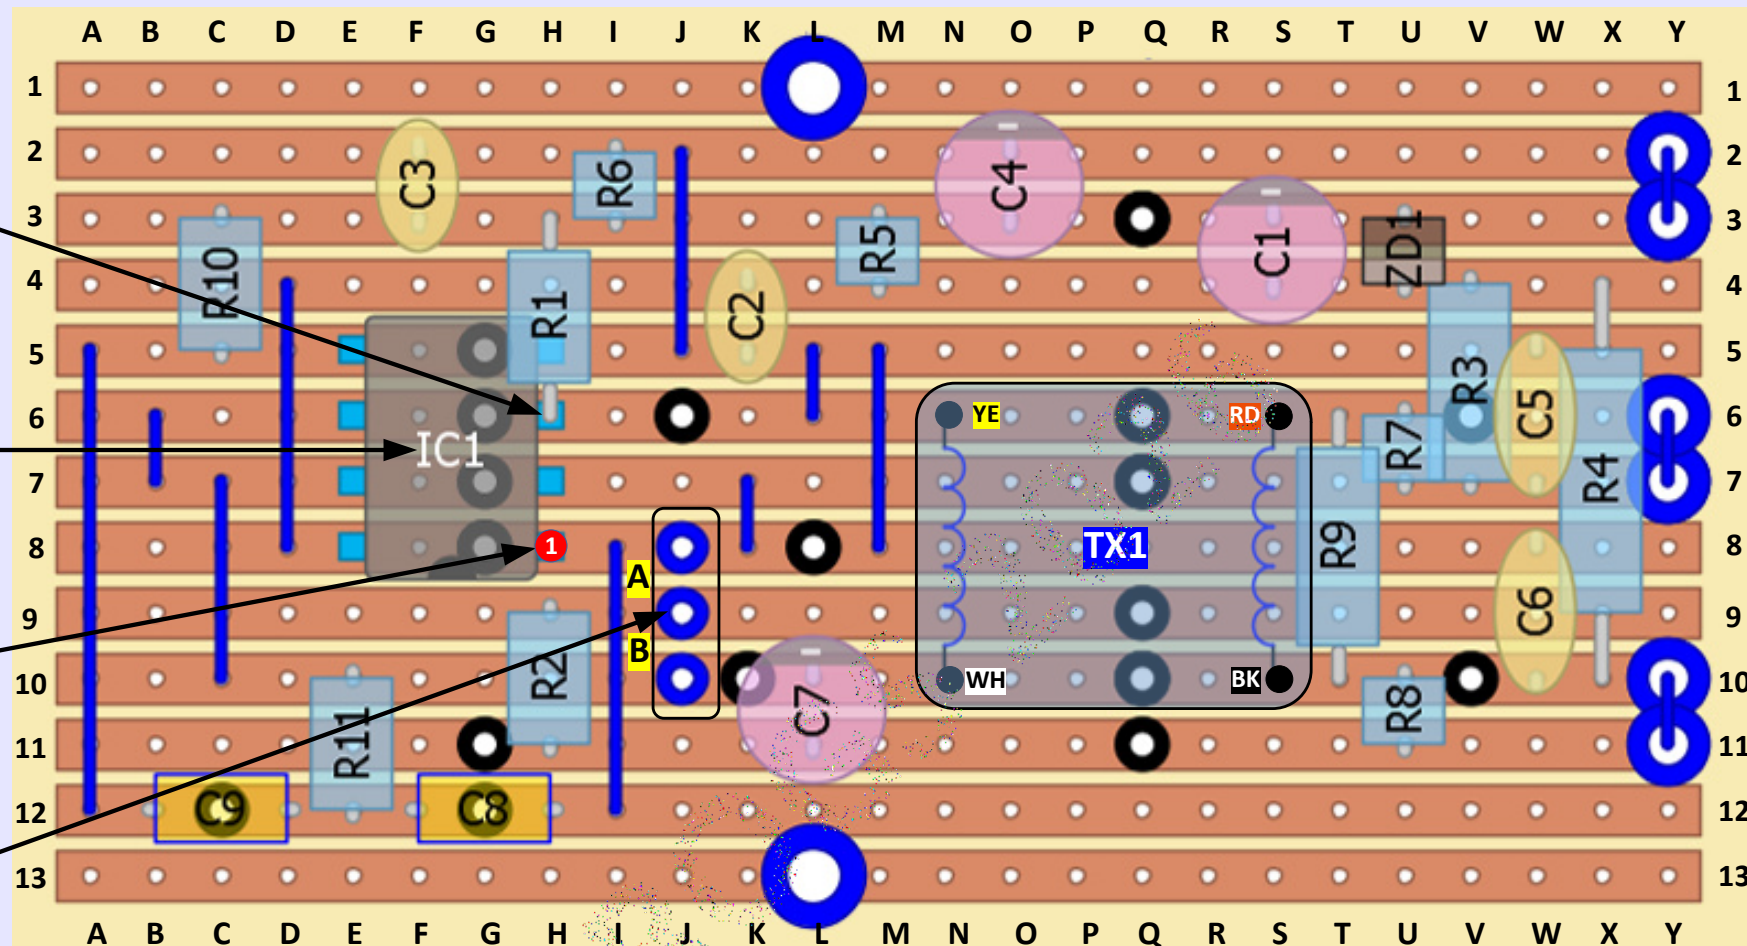 A B C D E F G H I J K L M N O P Q R S T U V W X Y
1 1
2 C3 R6 C4 2
3 R10 R5 C1 ZD1 3
4 R1 C2 4
5 R3 C5 5
6 IC1 YE RD R7 R4 6
7 7
8 1 A TX1 R9 8
9 B C6 9
10 R2 C7 WH BK R8 10
11 R11 11
12 C9 C8 12
13 13
A B C D E F G H I J K L M N O P Q R S T U V W X Y